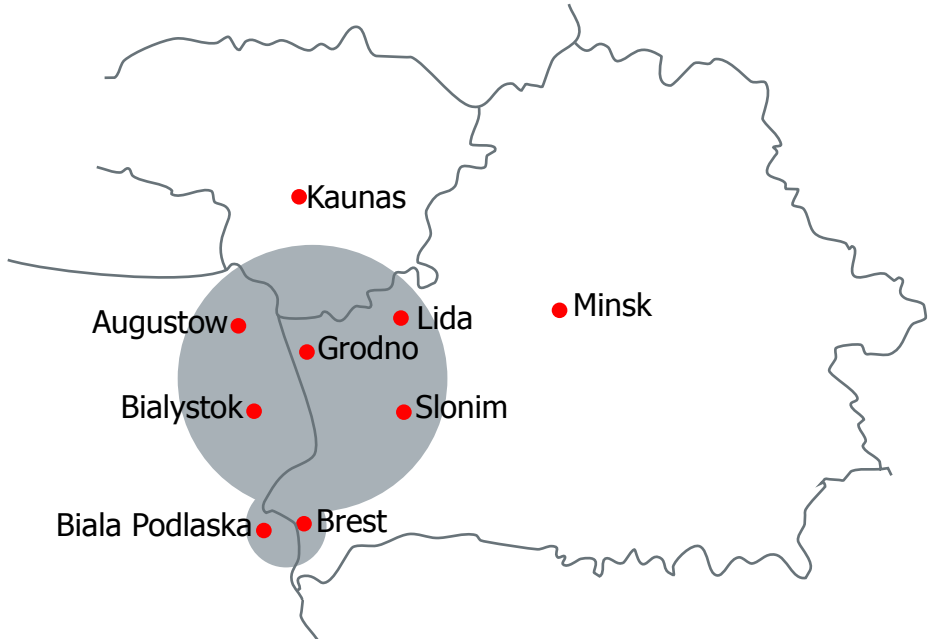 Kaunas
Minsk
Augustow
Lida
Grodno
Bialystok
Slonim
Biala Podlaska
Brest